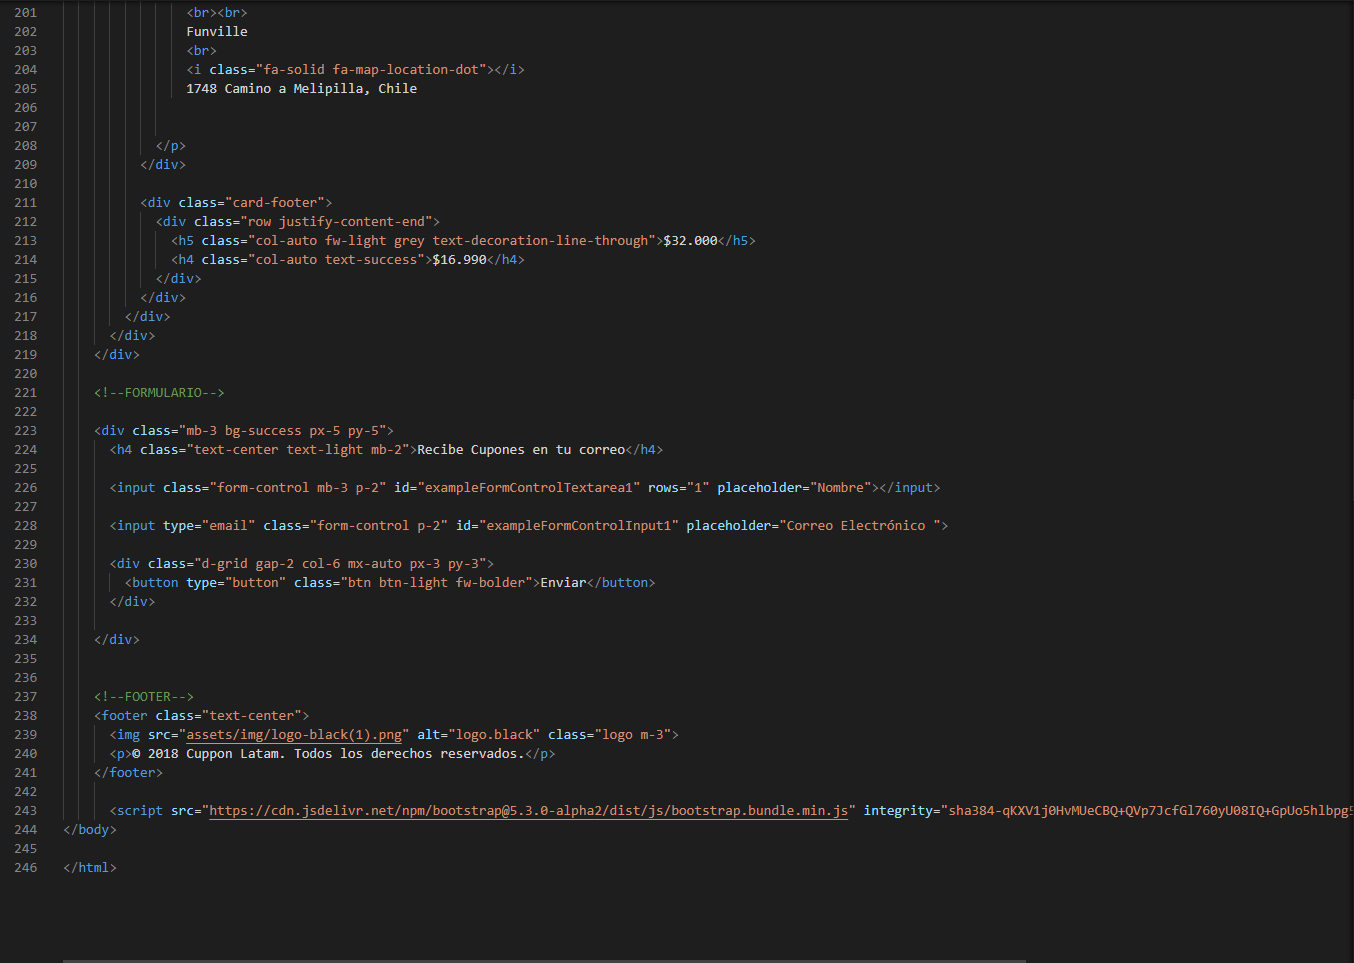 201 <br><br>
202 Funville
203 <br>
204 <i class="fa-solid fa-map-location-dot"></i>
205 1748 Camino a Melipilla, Chile
206
207
208 </p>
209 </div>
210
211 <div class="card-footer">
212 <div class="row justify-content-end">
213 <h5 class="col-auto fw-light grey text-decoration-line-through">$32.000</h5>
214 <h4 class="col-auto text-success">$16.990</h4>
215 </div>
216 </div>
217 </div>
218 </div>
219 </div>
220
221 <!--FORMULARIO-->
222
223 <div class="mb-3 bg-success px-5 py-5">
224 <h4 class="text-center text-light mb-2">Recibe Cupones en tu correo</h4>
225
226 <input class="form-control mb-3 p-2" id="exampleFormControlTextarea1" rows="1" placeholder="Nombre"></input>
227
228 <input type="email" class="form-control p-2" id="exampleFormControlInput1" placeholder="Correo Electrónico ">
229
230 <div class="d-grid gap-2 col-6 mx-auto px-3 py-3">
231 <button type="button" class="btn btn-light fw-bolder">Enviar</button>
232 </div>
233
234 </div>
235
236
237 <!--FOOTER-->
238 <footer class="text-center">
239 <img src="assets/img/logo-black(1).png" alt="logo.black" class="logo m-3">
240 <p>© 2018 Cuppon Latam. Todos los derechos reservados.</p>
241 </footer>
242
243 <script src="https://cdn.jsdelivr.net/npm/bootstrap@5.3.0-alpha2/dist/js/bootstrap.bundle.min.js" integrity="sha384-qKXV1j0HvMUeCBQ+QVp7JcfGl760yU08IQ+GpUo5hlbpg5
244 </body>
245
246 </html>